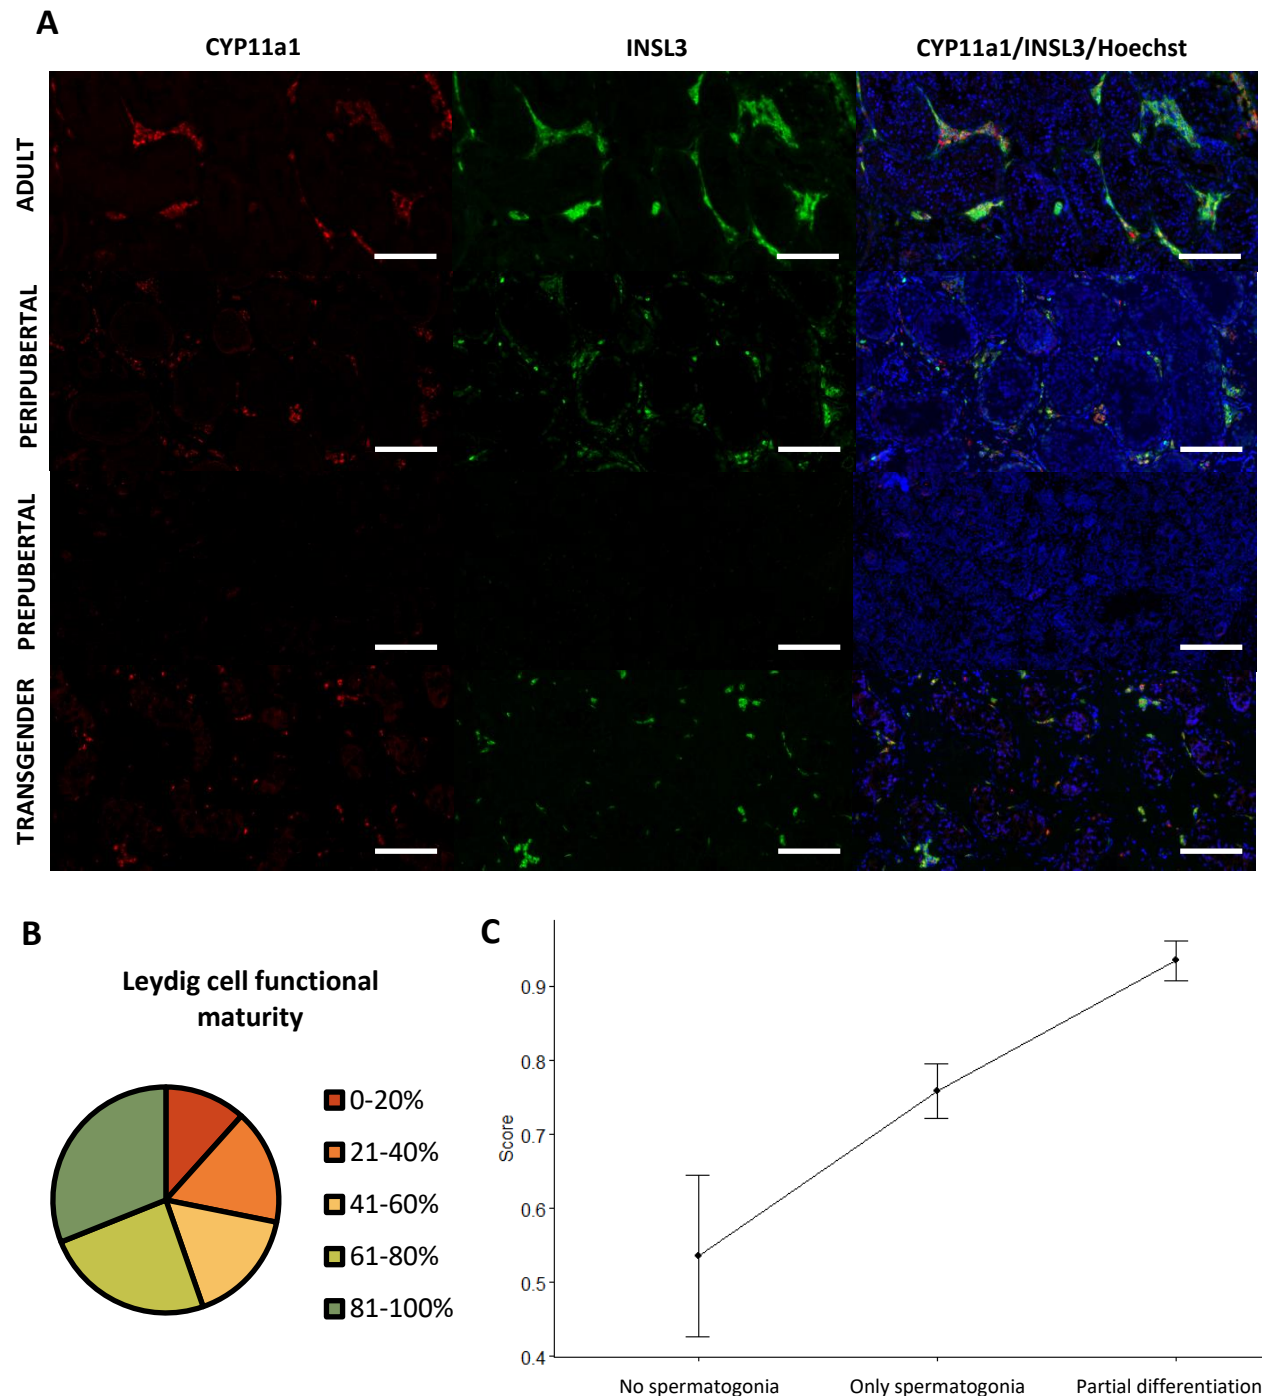 A
CYP11a1
INSL3
CYP11a1/INSL3/Hoechst
ADULT
PERIPUBERTAL
PREPUBERTAL
TRANSGENDER
B
Leydig cell functional
maturity
0-20%
21-40%
41-60%
61-80%
81-100%
C
Score
0.9
0.8
0.7
0.6
0.5
0.4
No spermatogonia
Only spermatogonia
Partial differentiation